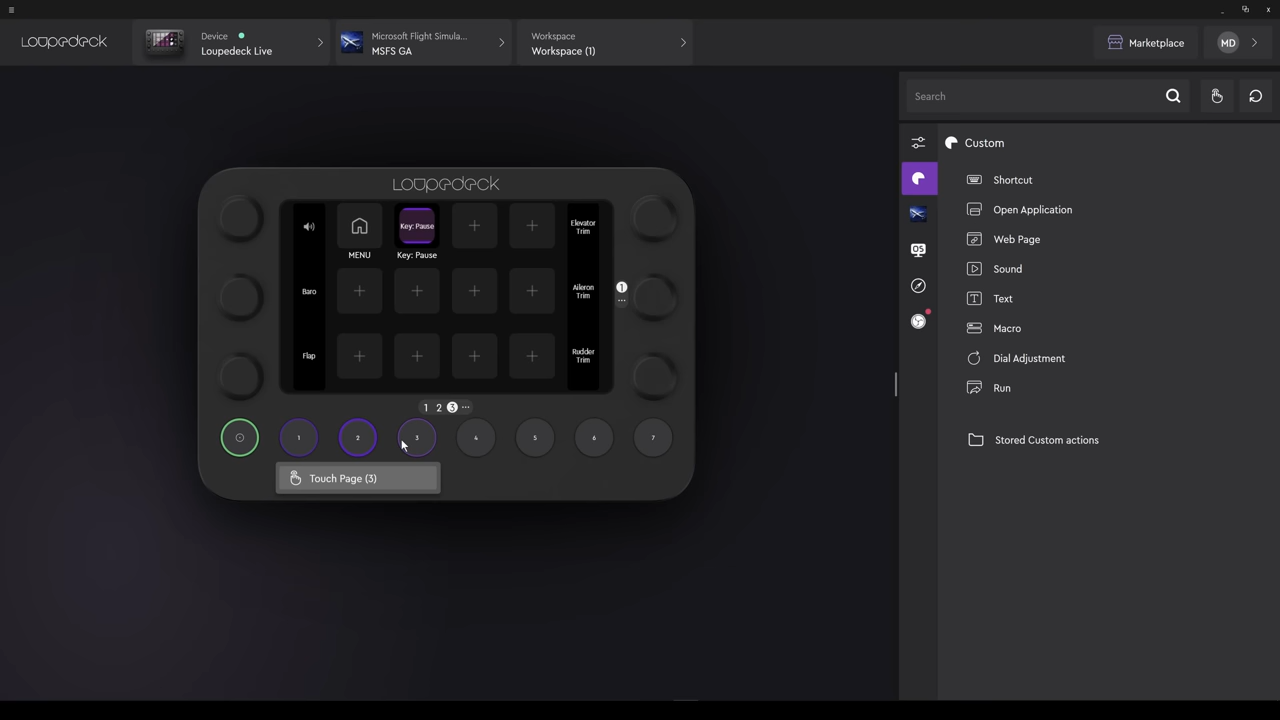 Loupedeck
Device
Loupedeck Live
Microsoft Flight Simula...
MSFS GA
Workspace
Workspace (1)
Marketplace
MD
Search
Custom
Shortcut
Open Application
Web Page
Sound
Text
Macro
Dial Adjustment
Run
Stored Custom actions
Loupedeck
Key: Pause
Elevator
Trim
MENU
Key: Pause
Baro
Aileron
Trim
1
...
Flap
Rudder
Trim
1 2 3 ...
1 2 3 4 5 6 7
Touch Page (3)
OS